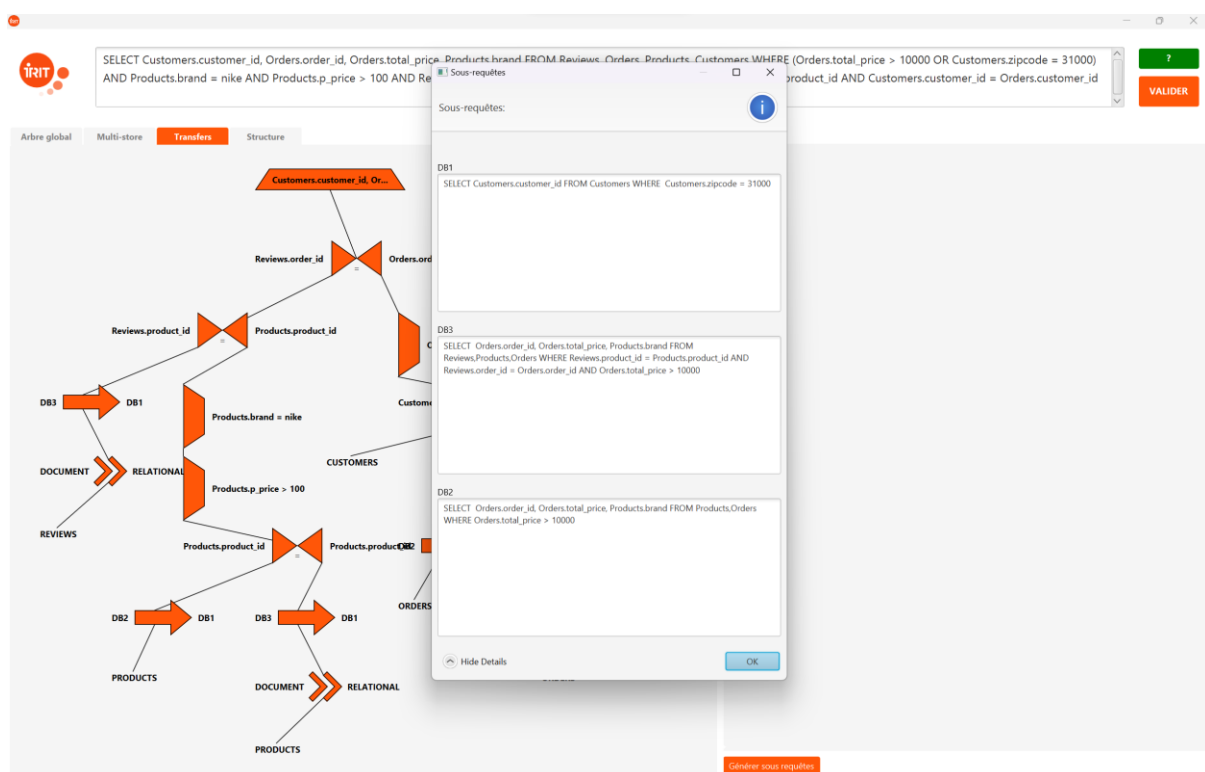 iRIT
SELECT Customers.customer_id, Orders.order_id, Orders.total_price, Products.brand FROM Reviews, Orders, Products, Customers WHERE (Orders.total_price > 10000 OR Customers.zipcode = 31000)
AND Products.brand = nike AND Products.p_price > 100 AND Re
product_id AND Customers.customer_id = Orders.customer_id
?
VALIDER
Arbre global
Multi-store
Transfers
Structure
Customers.customer_id, Or...
Reviews.order_id
=
Orders.ord
Reviews.product_id
=
Products.product_id
C
DB3
DB1
Products.brand = nike
Custome
DOCUMENT
RELATIONAL
CUSTOMERS
Products.p_price > 100
REVIEWS
Products.product_id
=
Products.product_id
DB2
ORDERS
DB2
DB1
DB3
DB1
PRODUCTS
DOCUMENT
RELATIONAL
PRODUCTS
Générer sous requêtes
Sous-requêtes
Sous-requêtes:
i
DB1
SELECT Customers.customer_id FROM Customers WHERE Customers.zipcode = 31000
DB3
SELECT Orders.order_id, Orders.total_price, Products.brand FROM
Reviews,Products,Orders WHERE Reviews.product_id = Products.product_id AND
Reviews.order_id = Orders.order_id AND Orders.total_price > 10000
DB2
SELECT Orders.order_id, Orders.total_price, Products.brand FROM Products,Orders
WHERE Orders.total_price > 10000
Hide Details
OK